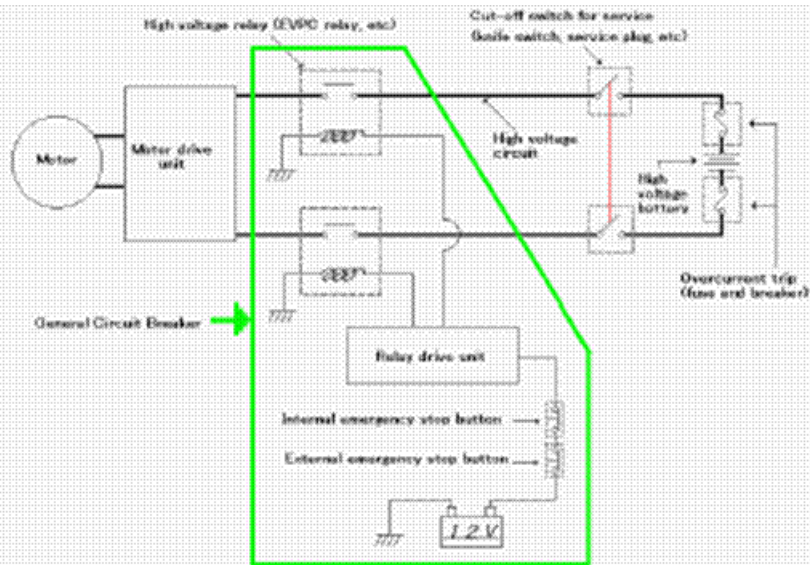 High voltage relay (EVPC relay, etc)
Cut-off switch for service
(knife switch, service plug, etc)
Motor
Motor drive
unit
High voltage
circuit
High
voltage
battery
Overcurrent trip
(fuse and breaker)
General Circuit Breaker
Relay drive unit
Internal emergency stop button
External emergency stop button
12V